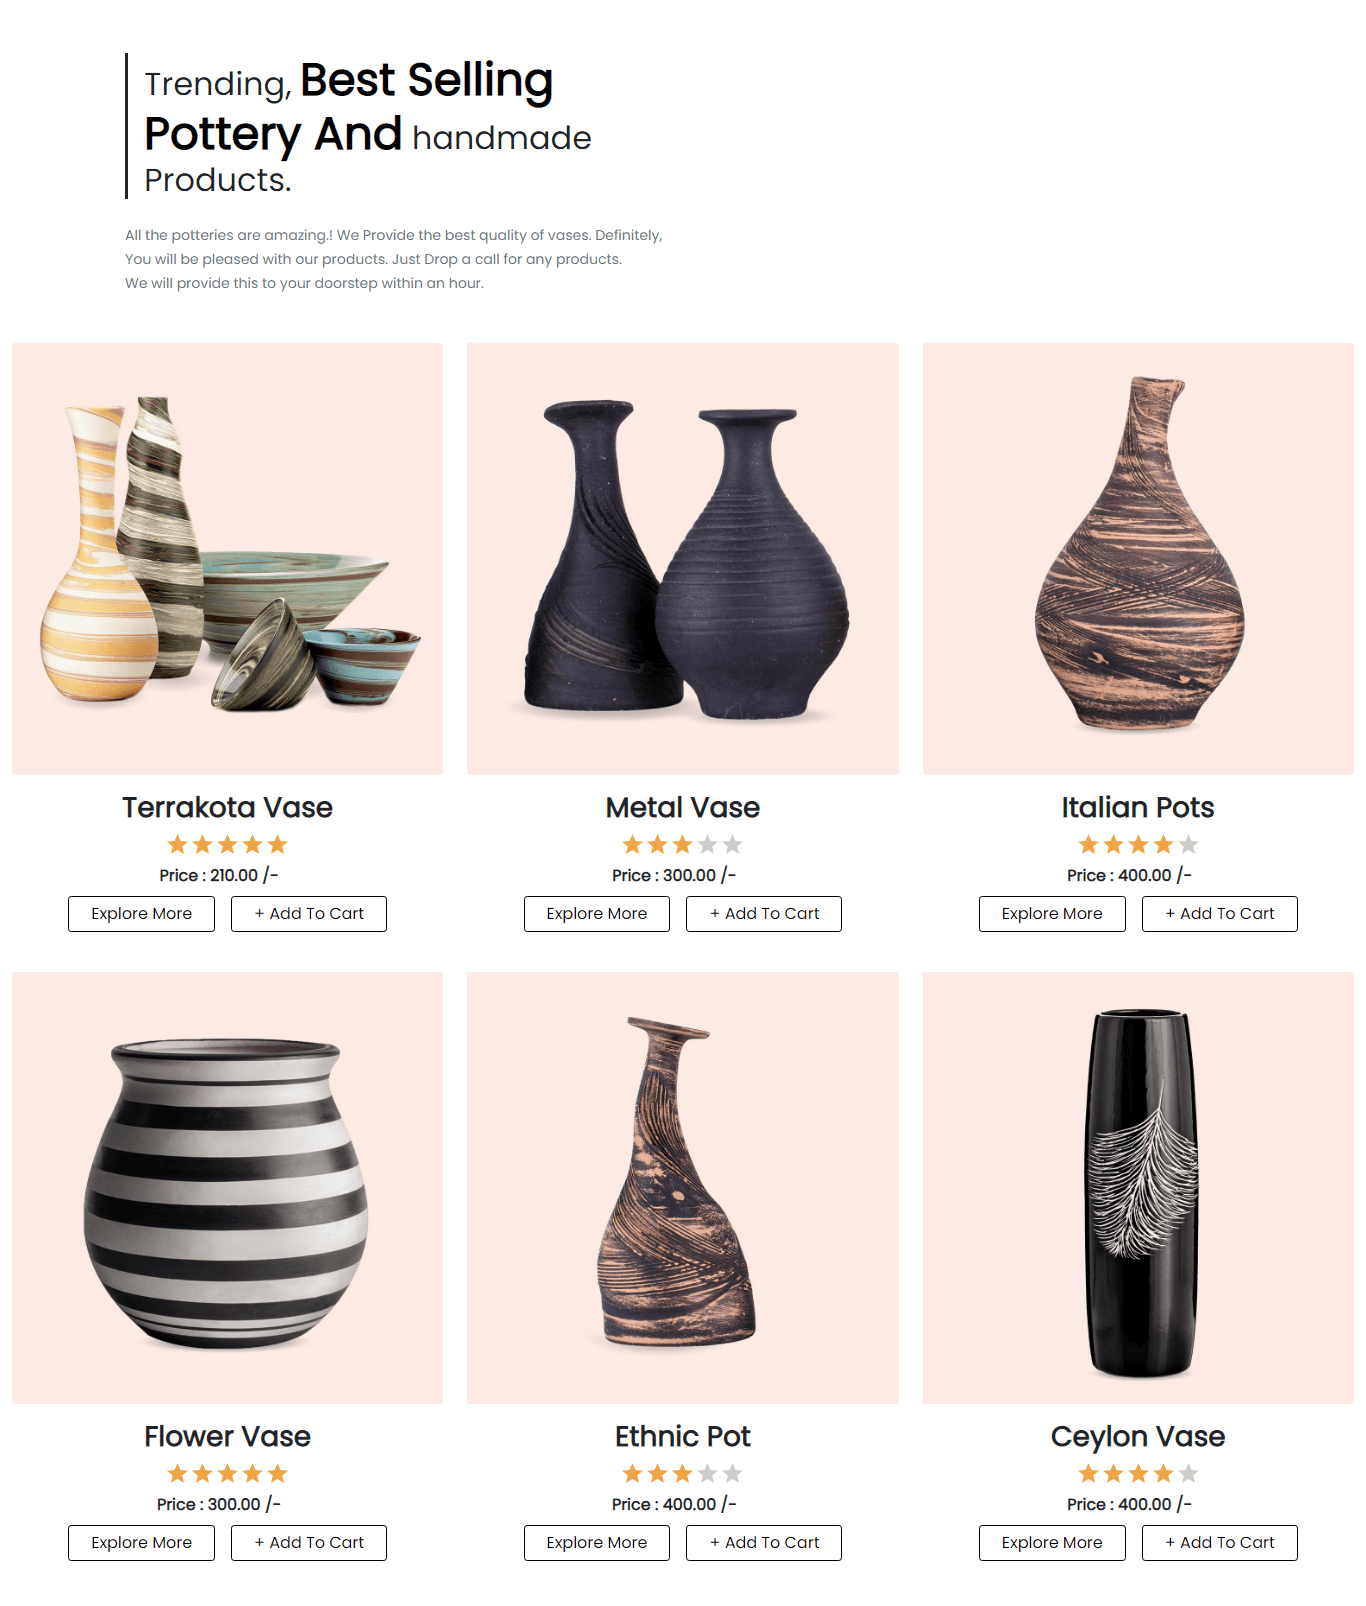 Trending, Best Selling
Pottery And handmade
Products.
All the potteries are amazing.! We Provide the best quality of vases. Definitely,
You will be pleased with our products. Just Drop a call for any products.
We will provide this to your doorstep within an hour.
Terrakota Vase
Price : 210.00 /-
Explore More
+ Add To Cart
Metal Vase
Price : 300.00 /-
Explore More
+ Add To Cart
Italian Pots
Price : 400.00 /-
Explore More
+ Add To Cart
Flower Vase
Price : 300.00 /-
Explore More
+ Add To Cart
Ethnic Pot
Price : 400.00 /-
Explore More
+ Add To Cart
Ceylon Vase
Price : 400.00 /-
Explore More
+ Add To Cart